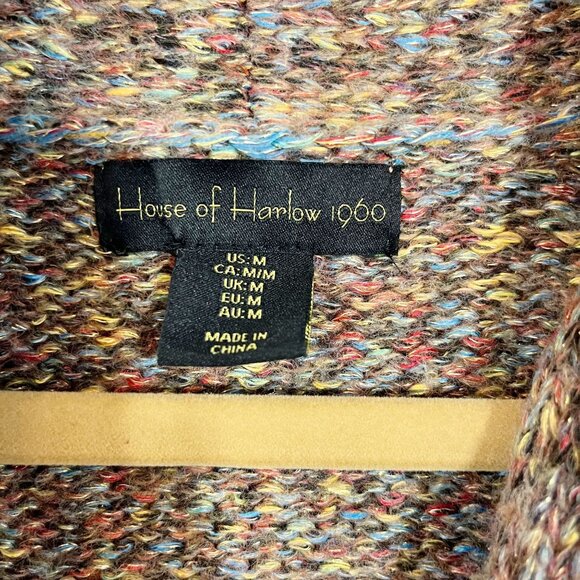 House of Harlow 1960
US: M
CA: M/M
UK: M
EU: M
AU: M
MADE IN
CHINA